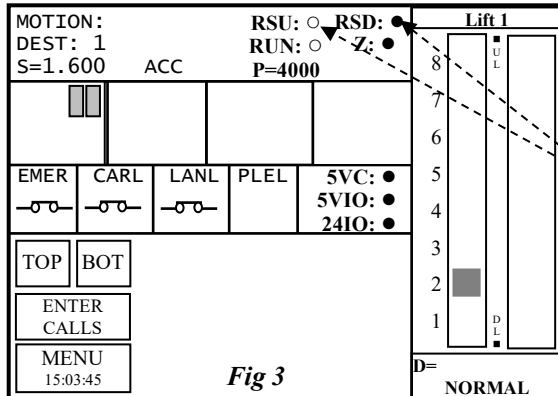 MOTION: RSU: ○ RSD: ●
DEST: 1 RUN: ○ Z: ●
S=1.600 ACC P=4000
EMER CARL LANL PLEL 5VC: ●
5VIO: ●
24IO: ●
TOP BOT
ENTER
CALLS
MENU
15:03:45
Fig 3
Lift 1
8
7
6
5
4
3
2
1
UL
DL
D=
NORMAL